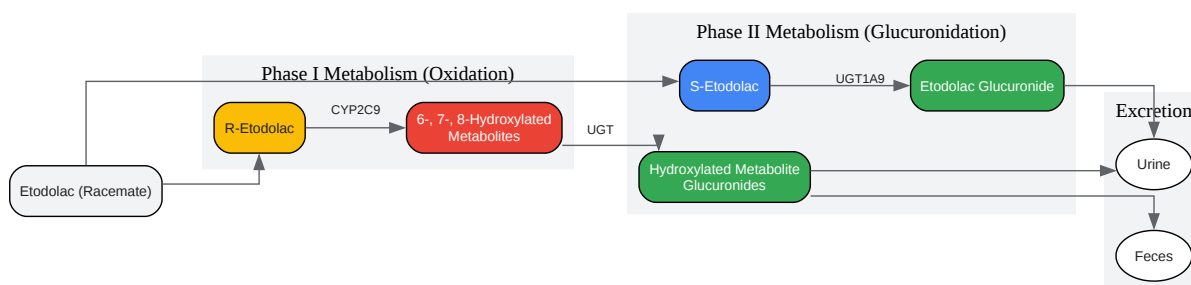 Phase II Metabolism (Glucuronidation)
Phase I Metabolism (Oxidation)
S-Etodolac
UGT1A9
Etodolac Glucuronide
Excretion
R-Etodolac
CYP2C9
6-, 7-, 8-Hydroxylated
Metabolites
UGT
Hydroxylated Metabolite
Glucuronides
Urine
Etodolac (Racemate)
Feces